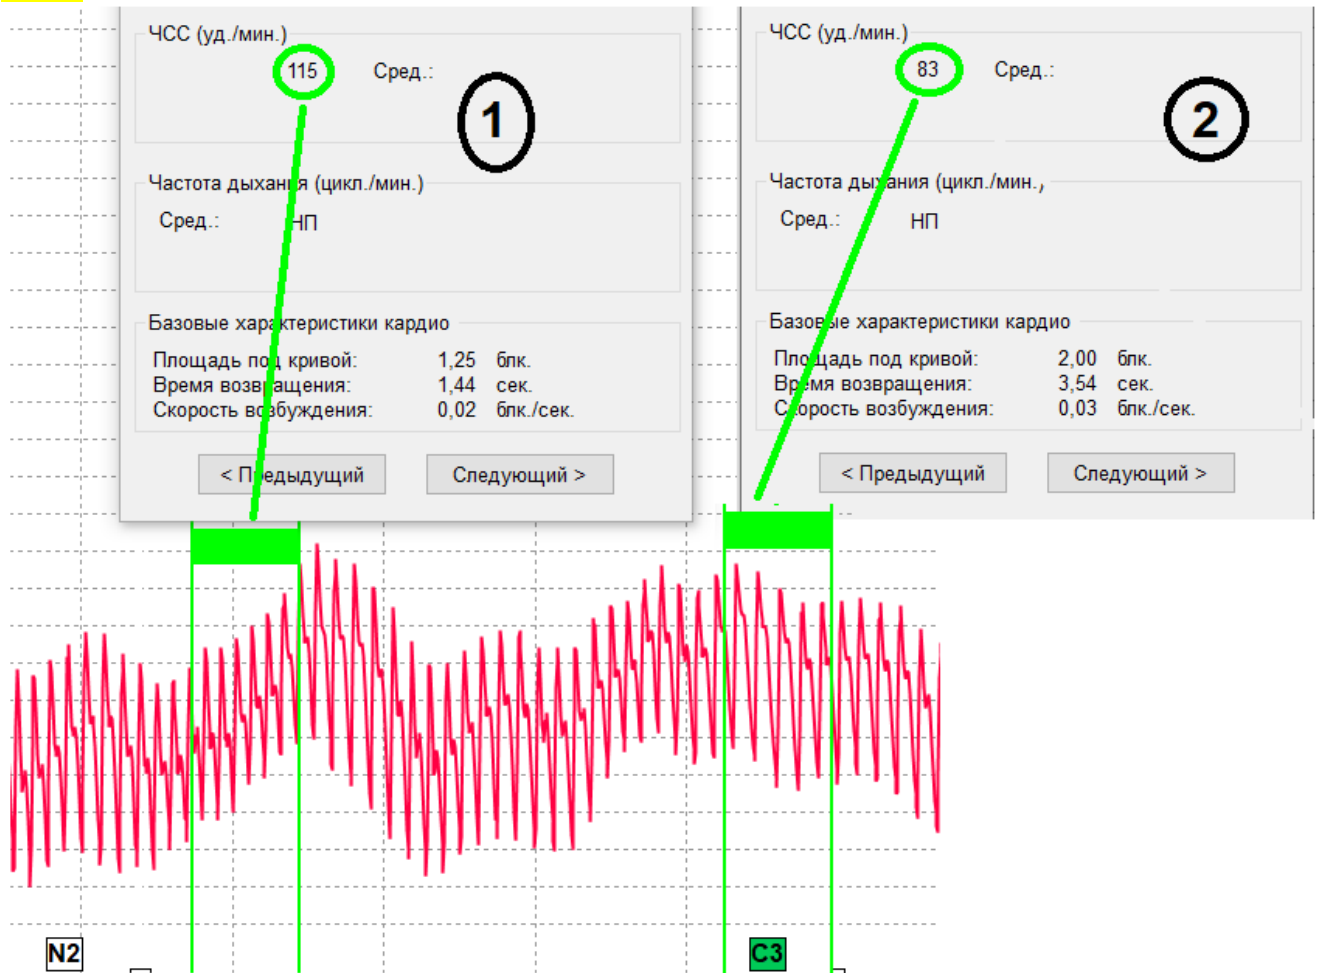 ЧСС (уд./мин.)
115 Сред.:
1
Частота дыхания (цикл./мин.)
Сред.: НП
Базовые характеристики кардио
Площадь под кривой: 1,25 блк.
Время возвращения: 1,44 сек.
Скорость возбуждения: 0,02 блк./сек.
< Предыдущий Следующий >
ЧСС (уд./мин.)
83 Сред.:
2
Частота дыхания (цикл./мин.,
Сред.: НП
Базовые характеристики кардио
Площадь под кривой: 2,00 блк.
Время возвращения: 3,54 сек.
Скорость возбуждения: 0,03 блк./сек.
< Предыдущий Следующий >
N2
C3